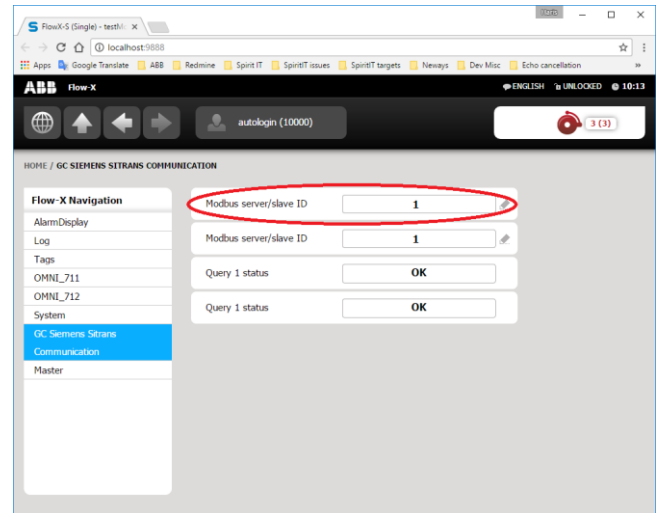 FlowX-S (Single) - testM
localhost:9888
Apps Google Translate ABB Redmine Spirit IT SpiritIT issues SpiritIT targets Neways Dev Misc Echo cancellation »
ABB Flow-X ENGLISH UNLOCKED 10:13
autologin (10000) 3 (3)
HOME / GC SIEMENS SITRANS COMMUNICATION
Flow-X Navigation
AlarmDisplay
Log
Tags
OMNI_711
OMNI_712
System
GC Siemens Sitrans
Communication
Master
Modbus server/slave ID 1
Modbus server/slave ID 1
Query 1 status OK
Query 1 status OK